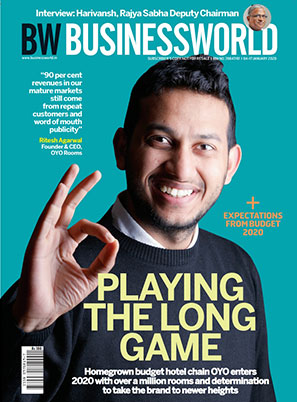 Interview: Harivansh, Rajya Sabha Deputy Chairman
BW BUSINESSWORLD
www.businessworld.in
"90 per cent
revenues in our
mature markets
still come
from repeat
customers and
word of mouth
publicity"
Ritesh Agarwal
Founder & CEO,
OYO Rooms
+
EXPECTATIONS
FROM BUDGET
2020
PLAYING
THE LONG
GAME
Homegrown budget hotel chain OYO enters
2020 with over a million rooms and determination
to take the brand to newer heights